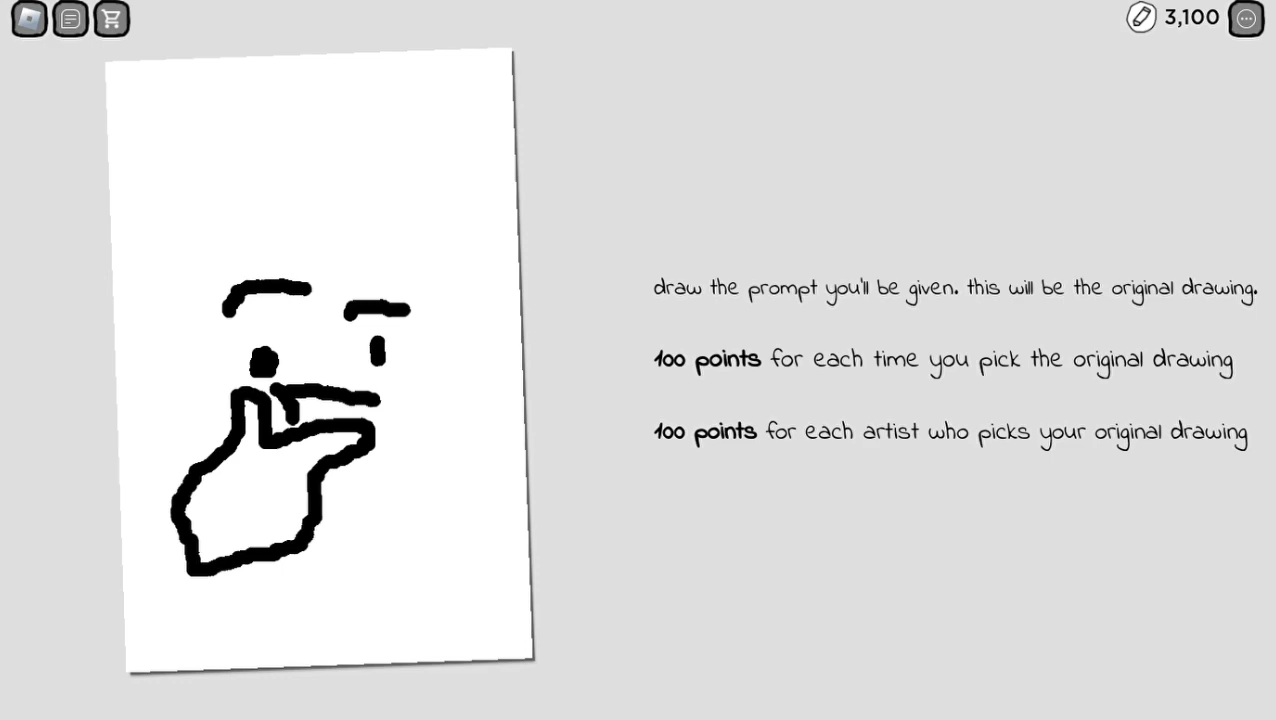 3,100
draw the prompt you'll be given. this will be the original drawing.
100 points for each time you pick the original drawing
100 points for each artist who picks your original drawing